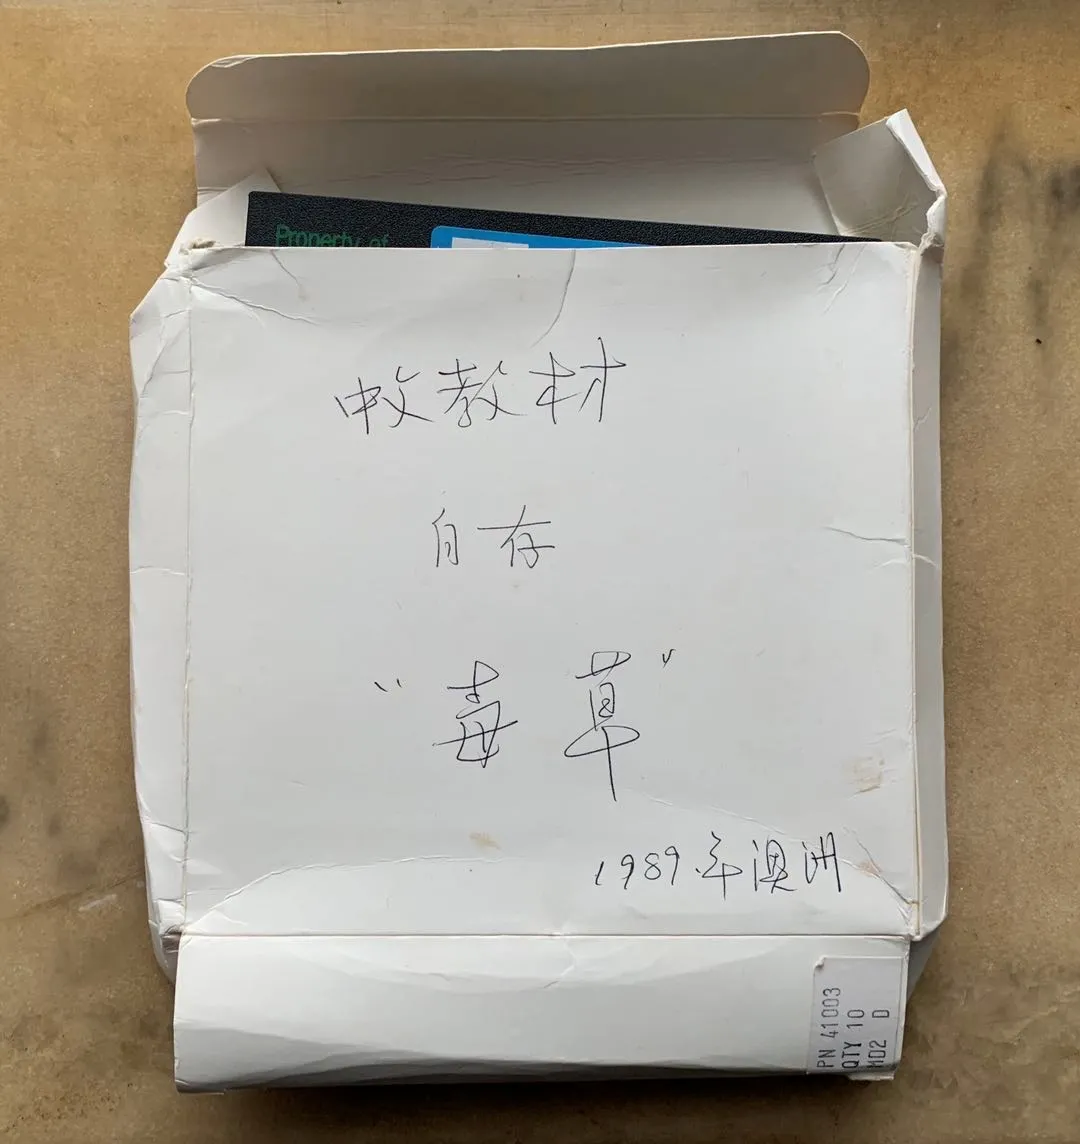 Property of
中文教材
自存
“毒草”
1989年澳洲
PN 41003
QTY 10
MD2 D